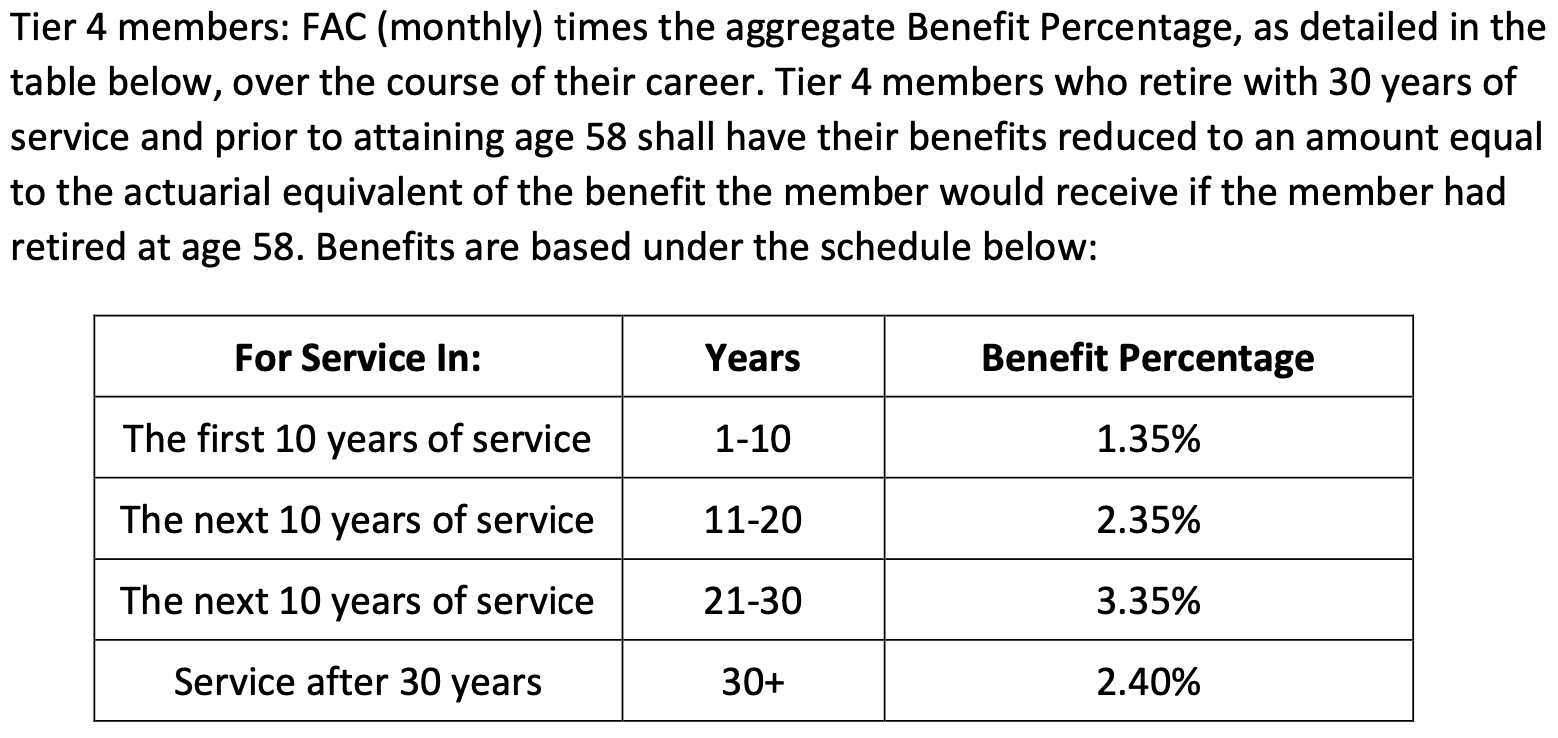 Tier 4 members: FAC (monthly) times the aggregate Benefit Percentage, as detailed in the
table below, over the course of their career. Tier 4 members who retire with 30 years of
service and prior to attaining age 58 shall have their benefits reduced to an amount equal
to the actuarial equivalent of the benefit the member would receive if the member had
retired at age 58. Benefits are based under the schedule below:
For Service In: Years Benefit Percentage
The first 10 years of service 1-10 1.35%
The next 10 years of service 11-20 2.35%
The next 10 years of service 21-30 3.35%
Service after 30 years 30+ 2.40%